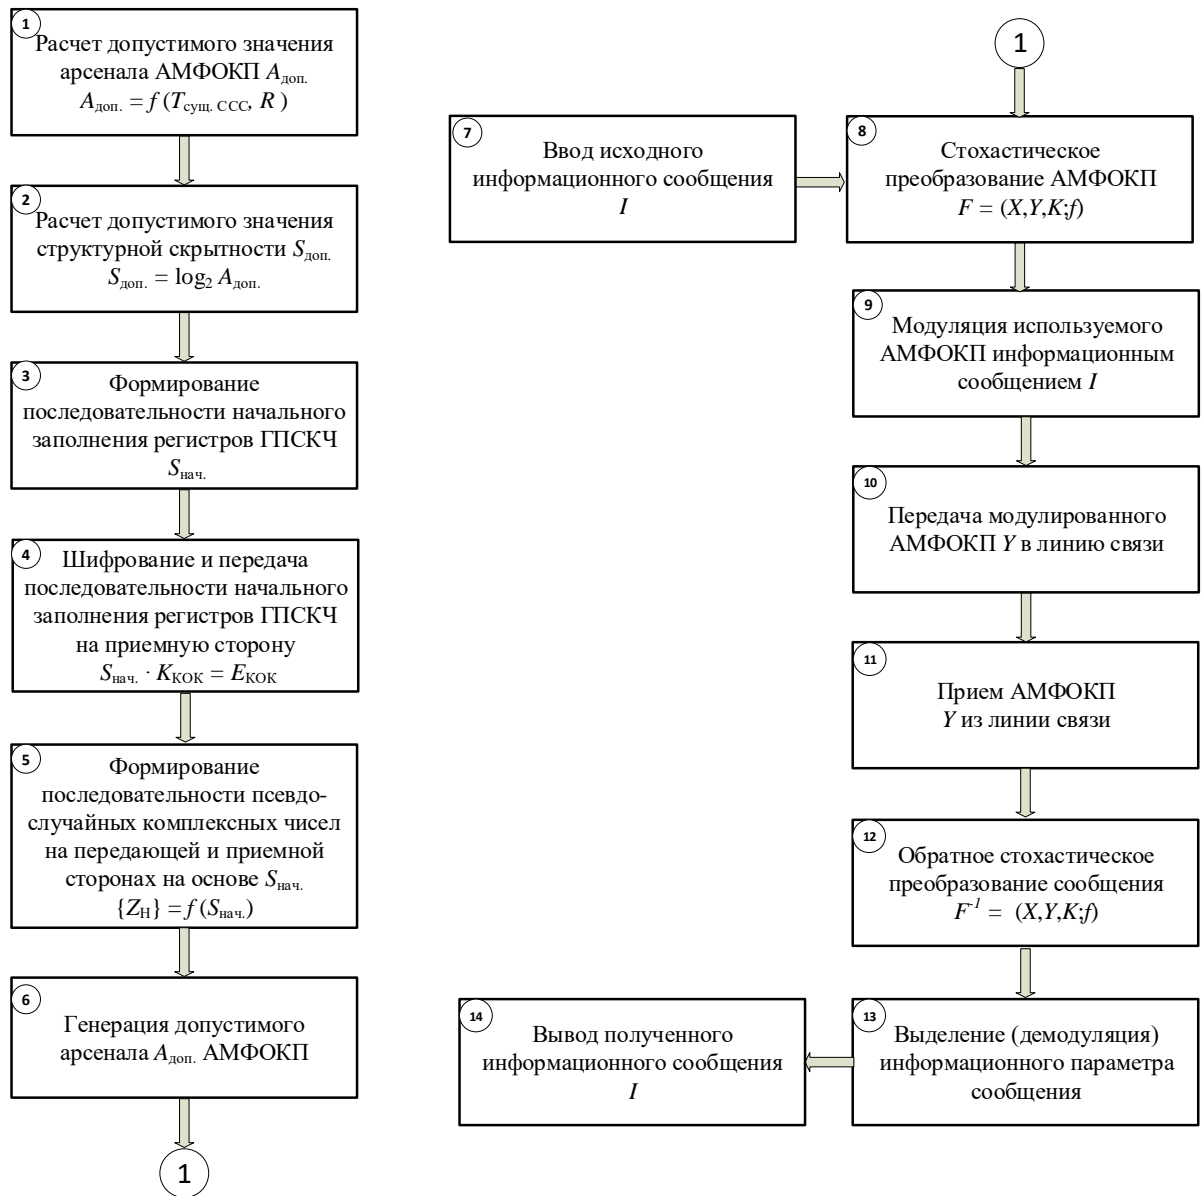 1
Расчет допустимого значения
арсенала АМФОКП Aдоп.
Aдоп. = f (Tсущ. ССС, R )
2
Расчет допустимого значения
структурной скрытности Sдоп.
Sдоп. = log2 Aдоп.
3
Формирование
последовательности начального
заполнения регистров ГПСКЧ
Sнач.
4
Шифрование и передача
последовательности начального
заполнения регистров ГПСКЧ
на приемную сторону
Sнач. · KКОК = EКОК
5
Формирование
последовательности псевдо-
случайных комплексных чисел
на передающей и приемной
сторонах на основе Sнач.
{ZН} = f (Sнач.)
6
Генерация допустимого
арсенала Aдоп. АМФОКП
1
1
7
Ввод исходного
информационного сообщения
I
8
Стохастическое
преобразование АМФОКП
F = (X,Y,K;f)
9
Модуляция используемого
АМФОКП информационным
сообщением I
10
Передача модулированного
АМФОКП Y в линию связи
11
Прием АМФОКП
Y из линии связи
12
Обратное стохастическое
преобразование сообщения
F-1 = (X,Y,K;f)
13
Выделение (демодуляция)
информационного параметра
сообщения
14
Вывод полученного
информационного сообщения
I